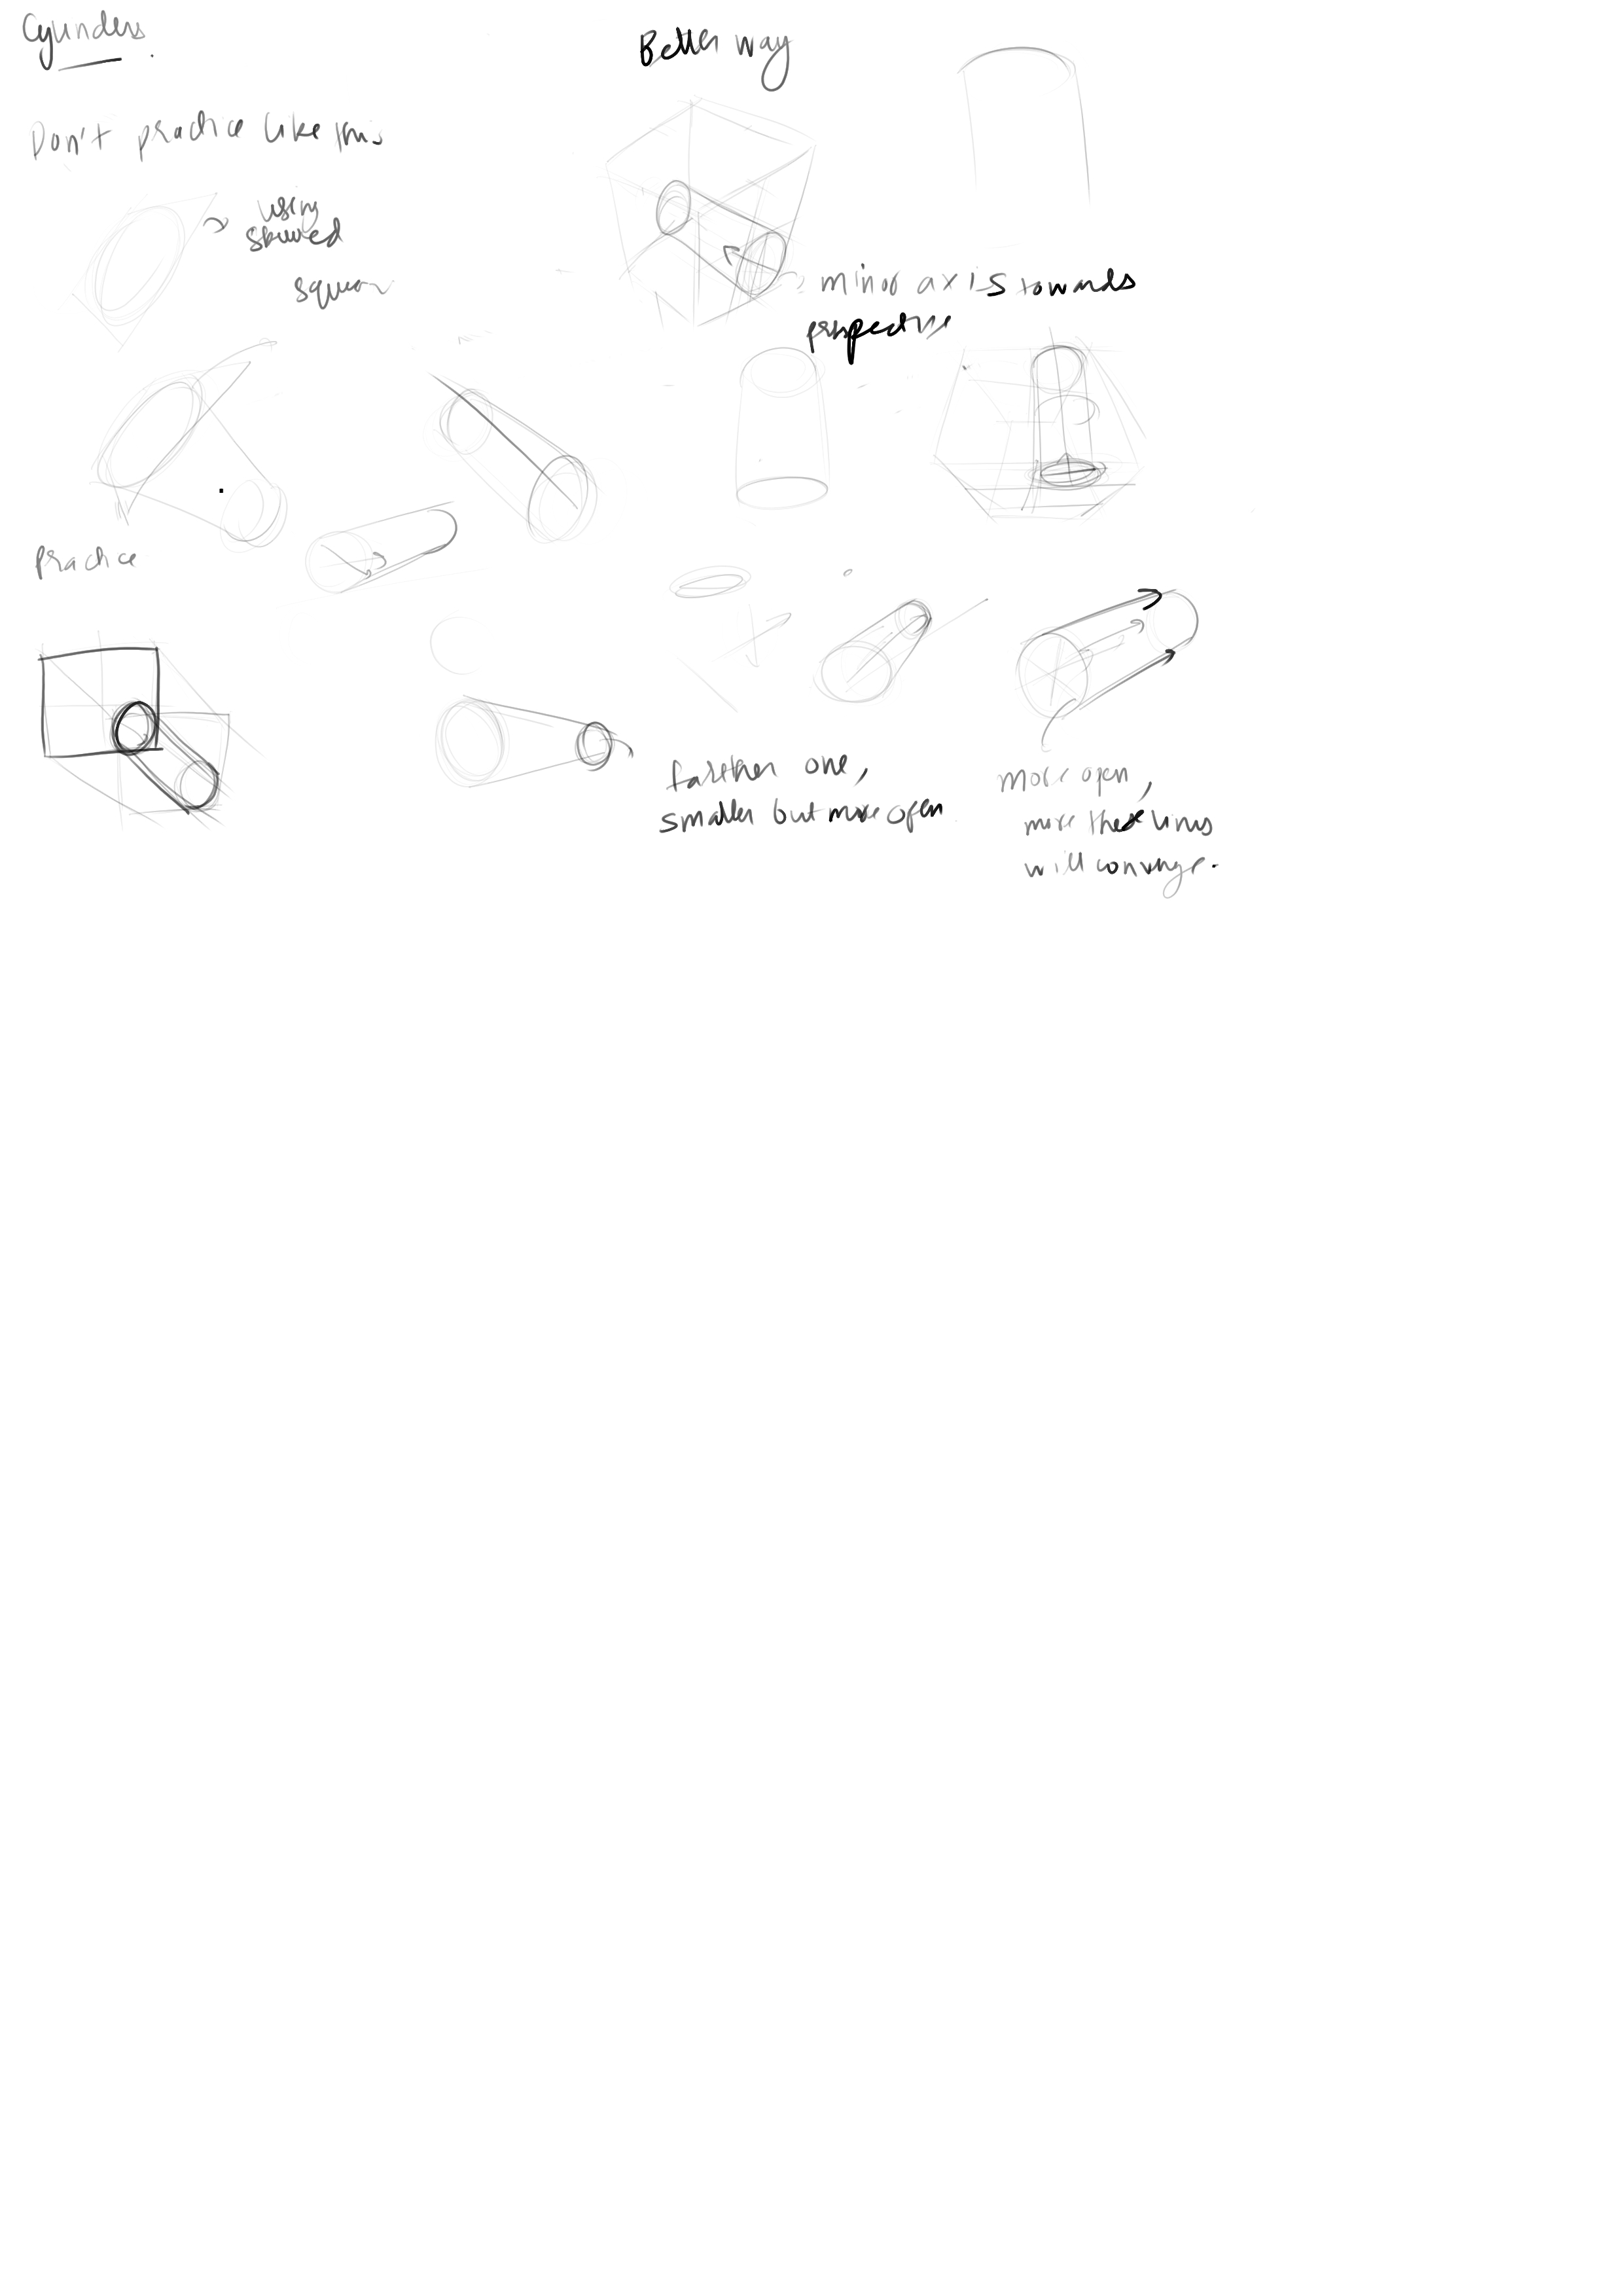 Cylinders
Better way
Don't practice like this
using
skewed
square
minor axis towards
perspective
Practice
farther one,
smaller but more open
more open,
more these lines
will converge.